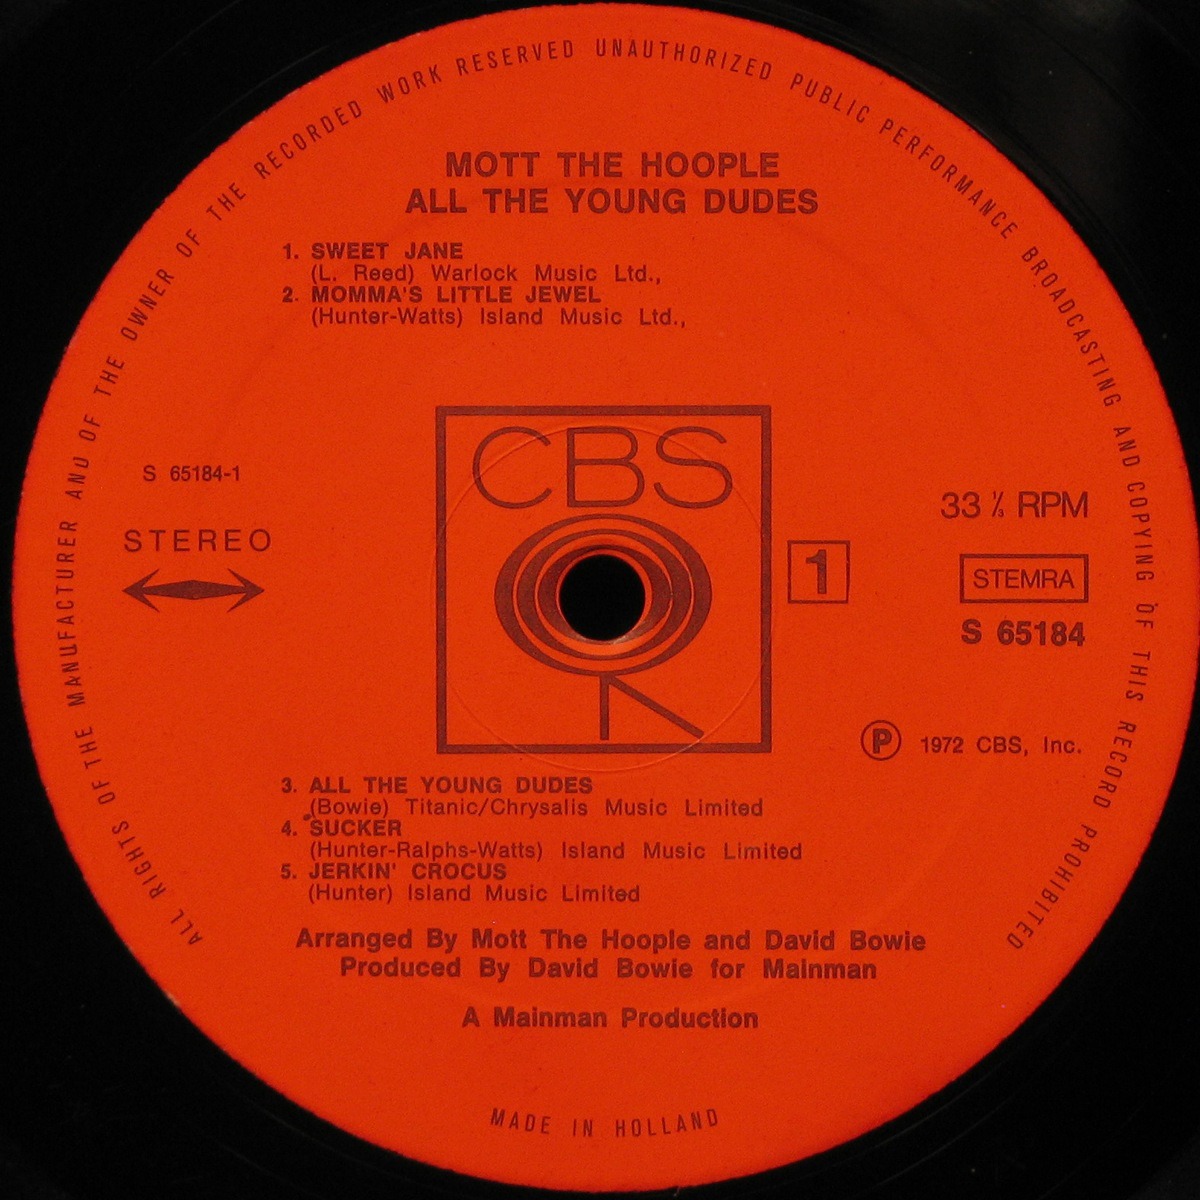 ALL RIGHTS OF THE MANUFACTURER AND OF THE OWNER OF THE RECORDED WORK RESERVED UNAUTHORIZED PUBLIC PERFORMANCE BROADCASTING AND COPYING OF THIS RECORD PROHIBITED
MOTT THE HOOPLE
ALL THE YOUNG DUDES
1. SWEET JANE
(L. Reed) Warlock Music Ltd.,
2. MOMMA'S LITTLE JEWEL
(Hunter-Watts) Island Music Ltd.,
CBS
S 65184-1
STEREO
1
33 ⅓ RPM
STEMRA
S 65184
Ⓟ 1972 CBS, Inc.
3. ALL THE YOUNG DUDES
(Bowie) Titanic/Chrysalis Music Limited
4. SUCKER
(Hunter-Ralphs-Watts) Island Music Limited
5. JERKIN' CROCUS
(Hunter) Island Music Limited
Arranged By Mott The Hoople and David Bowie
Produced By David Bowie for Mainman
A Mainman Production
MADE IN HOLLAND